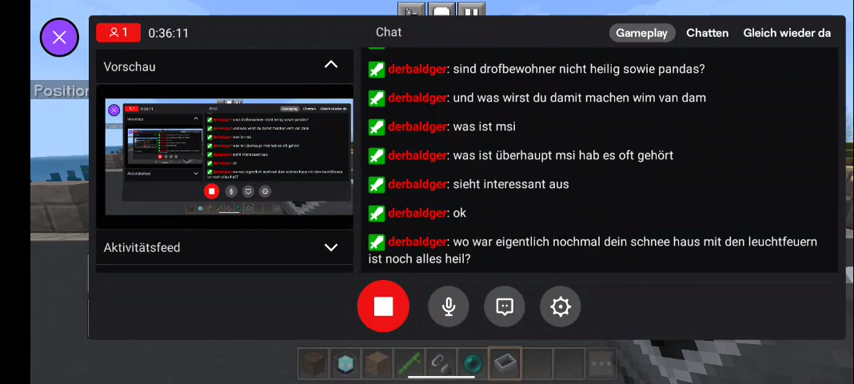 1
0:36:11
Chat
Gameplay
Chatten
Gleich wieder da
Vorschau
Position
Aktivitätsfeed
derbaldger: sind drofbewohner nicht heilig sowie pandas?
derbaldger: und was wirst du damit machen wim van dam
derbaldger: was ist msi
derbaldger: was ist überhaupt msi hab es oft gehört
derbaldger: sieht interessant aus
derbaldger: ok
derbaldger: wo war eigentlich nochmal dein schnee haus mit den leuchtfeuern
ist noch alles heil?